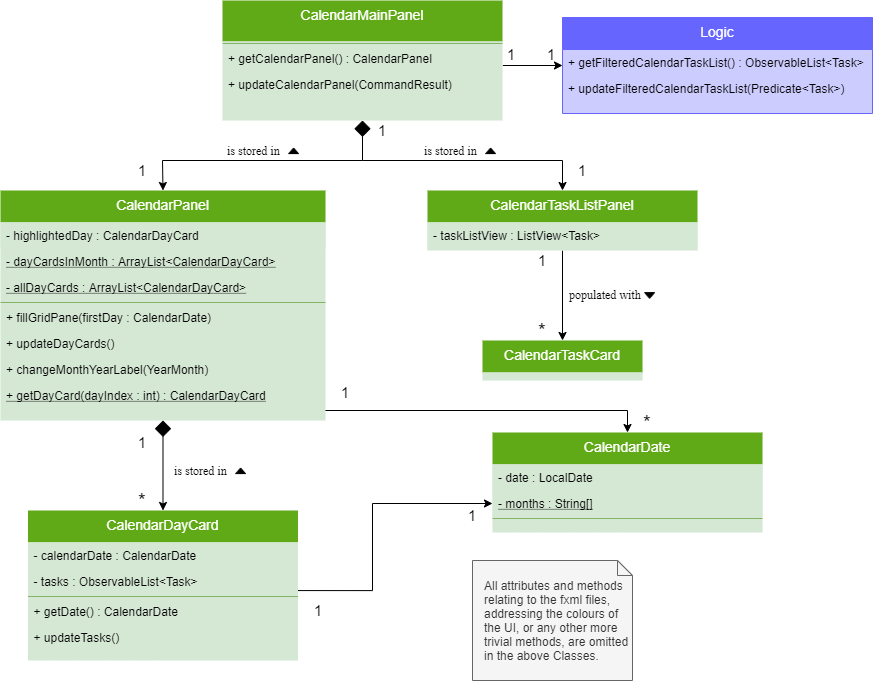 CalendarMainPanel
+ getCalendarPanel() : CalendarPanel
+ updateCalendarPanel(CommandResult)
1
1
Logic
+ getFilteredCalendarTaskList() : ObservableList<Task>
+ updateFilteredCalendarTaskList(Predicate<Task>)
1
is stored in
is stored in
1
1
CalendarPanel
- highlightedDay : CalendarDayCard
- dayCardsInMonth : ArrayList<CalendarDayCard>
- allDayCards : ArrayList<CalendarDayCard>
+ fillGridPane(firstDay : CalendarDate)
+ updateDayCards()
+ changeMonthYearLabel(YearMonth)
+ getDayCard(dayIndex : int) : CalendarDayCard
CalendarTaskListPanel
- taskListView : ListView<Task>
1
populated with
*
CalendarTaskCard
1
*
1
is stored in
*
CalendarDate
- date : LocalDate
- months : String[]
1
CalendarDayCard
- calendarDate : CalendarDate
- tasks : ObservableList<Task>
+ getDate() : CalendarDate
+ updateTasks()
1
All attributes and methods
relating to the fxml files,
addressing the colours of
the UI, or any other more
trivial methods, are omitted
in the above Classes.